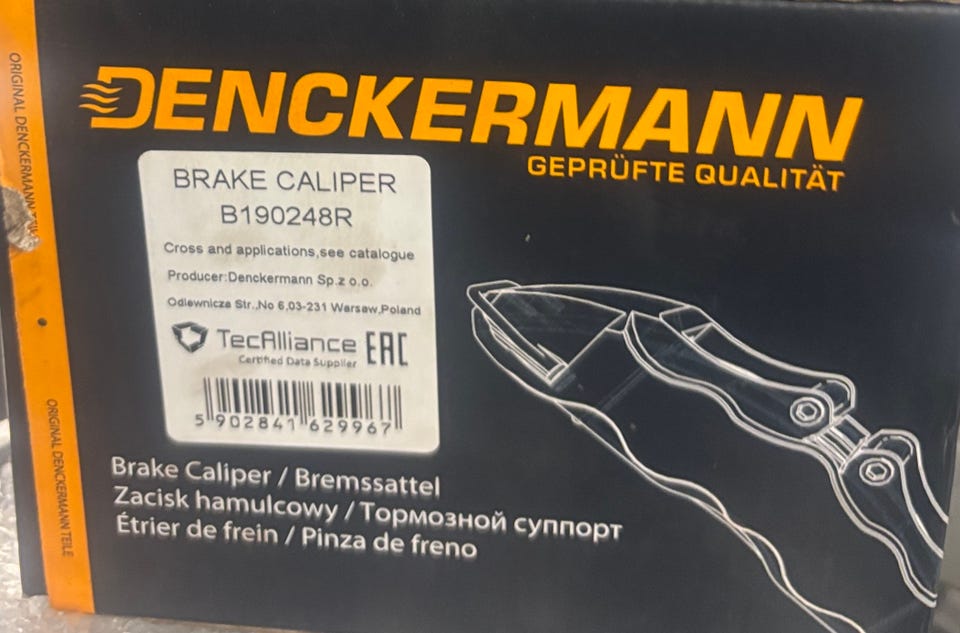 DENCKERMANN
GEPRÜFTE QUALITÄT
BRAKE CALIPER
B190248R
Cross and applications,see catalogue
Producer:Denckermann Sp.z o.o.
Odlewnicza Str.,No 6,03-231 Warsaw,Poland
TecAlliance EAC
Certified Data Supplier
5 902841 629967
Brake Caliper / Bremssattel
Zacisk hamulcowy / Тормозной суппорт
Étrier de frein / Pinza de freno
ORIGINAL DENCKERMANN
ORIGINAL DENCKERMANN TEILE